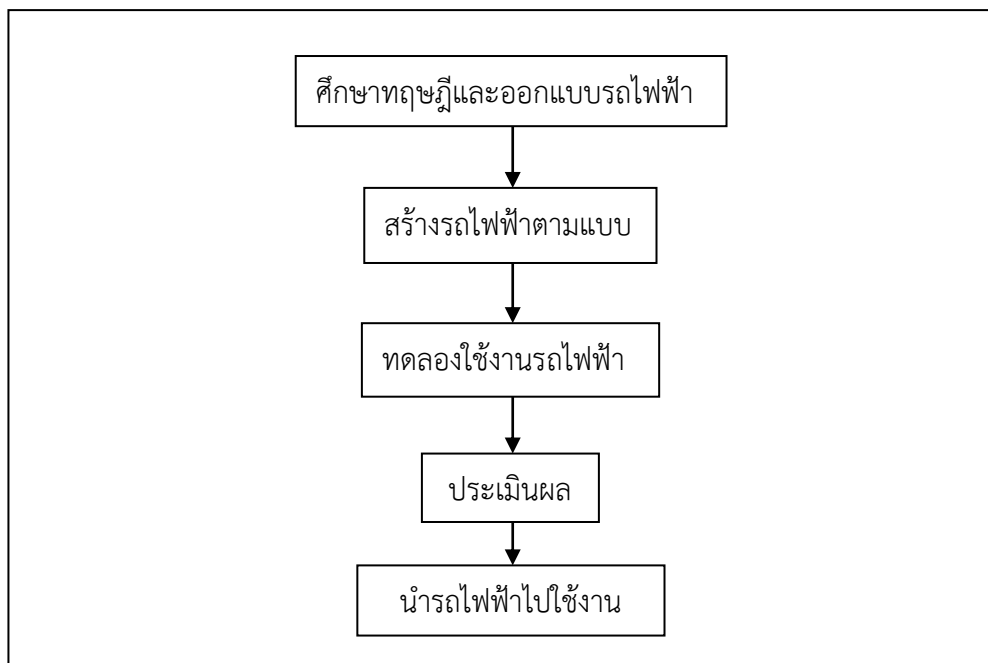 ศึกษาทฤษฎีและออกแบบรถไฟฟ้า
สร้างรถไฟฟ้าตามแบบ
ทดลองใช้งานรถไฟฟ้า
ประเมินผล
นำรถไฟฟ้าไปใช้งาน